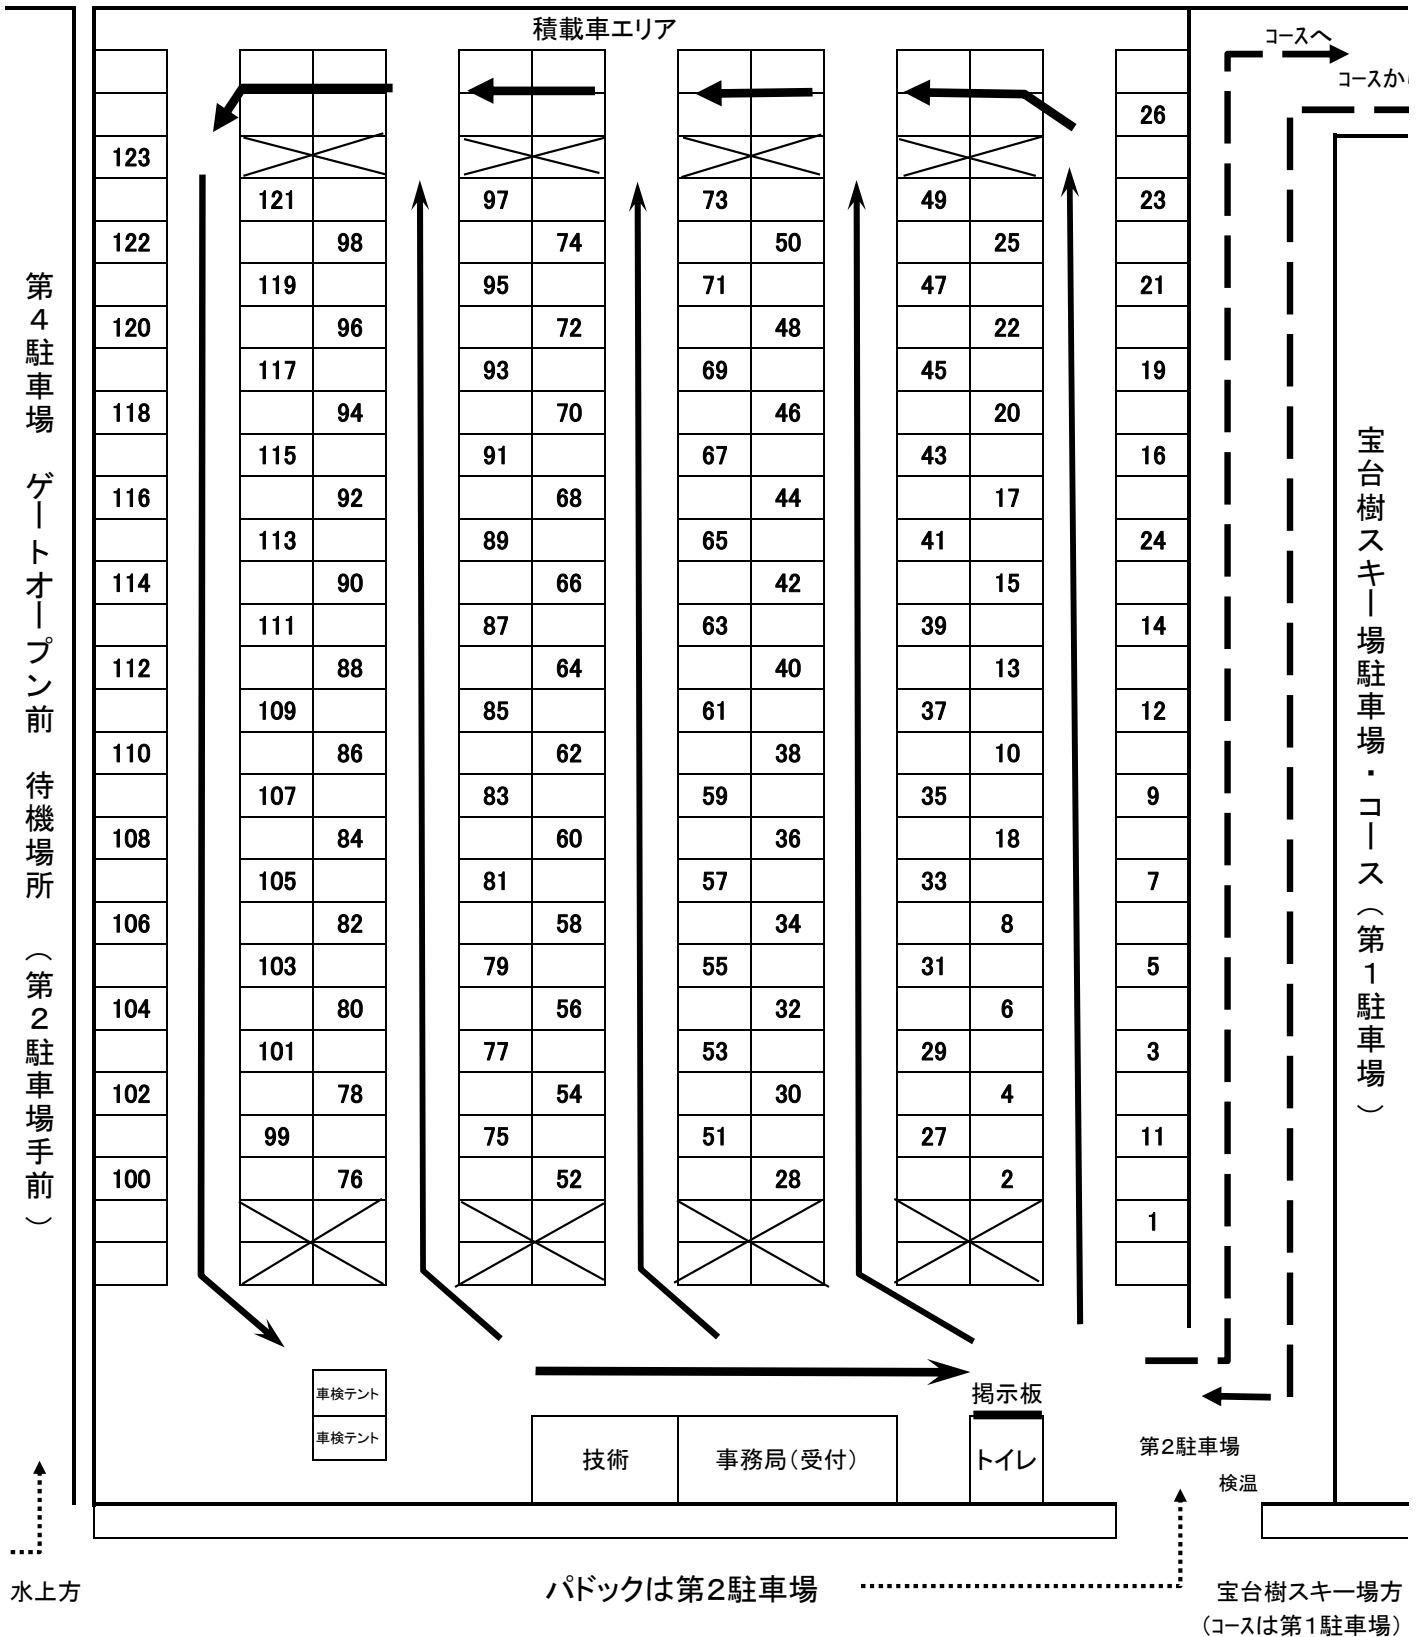 積載車エリア
コースへ
コースから
26
123
121 97 73 49 23
122 98 74 50 25
119 95 71 47 21
120 96 72 48 22
117 93 69 45 19
118 94 70 46 20
115 91 67 43 16
116 92 68 44 17
113 89 65 41 24
114 90 66 42 15
111 87 63 39 14
112 88 64 40 13
109 85 61 37 12
110 86 62 38 10
107 83 59 35 9
108 84 60 36 18
105 81 57 33 7
106 82 58 34 8
103 79 55 31 5
104 80 56 32 6
101 77 53 29 3
102 78 54 30 4
99 75 51 27 11
100 76 52 28 2
1
第4駐車場 ゲートオープン前 待機場所 (第2駐車場手前)
宝台樹スキー場駐車場・コース(第1駐車場)
車検テント
車検テント
技術
事務局(受付)
掲示板
トイレ
第2駐車場
検温
水上方
パドックは第2駐車場
宝台樹スキー場方
(コースは第1駐車場)